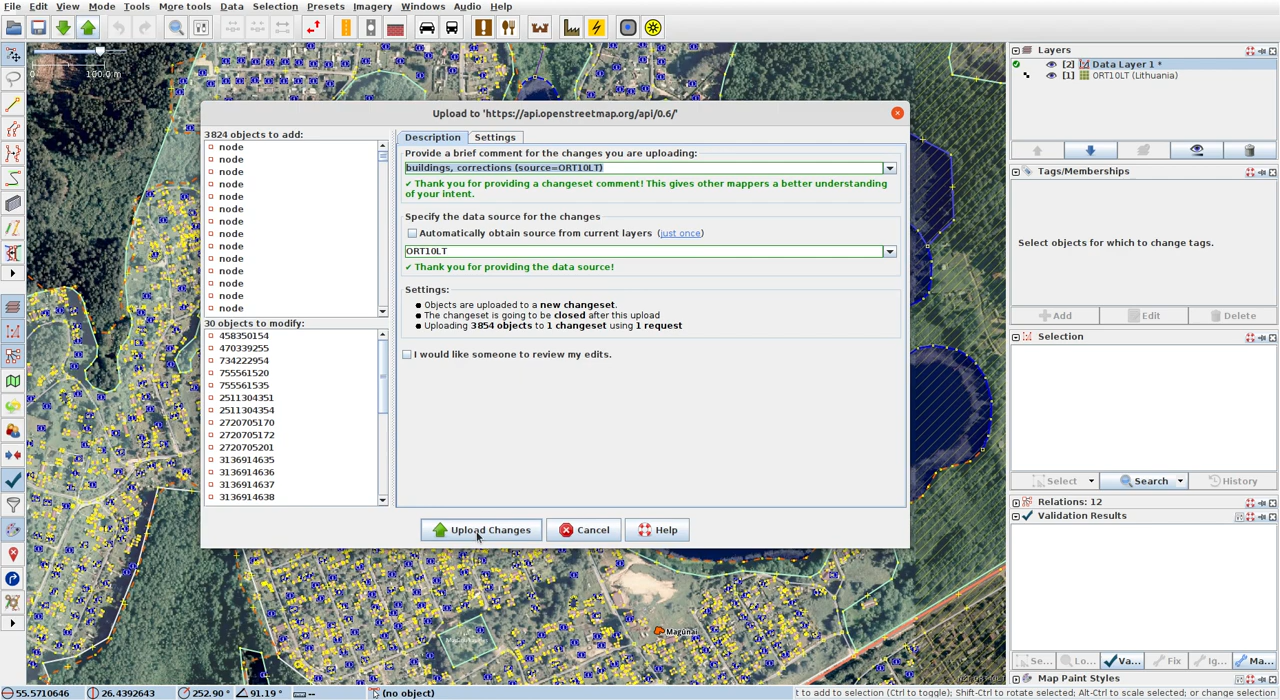 File Edit View Mode Tools More tools Data Selection Presets Imagery Windows Audio Help
0 100.0 m
Upload to 'https://api.openstreetmap.org/api/0.6/'
3824 objects to add:
node
node
node
node
node
node
node
node
node
node
node
node
node
node
30 objects to modify:
458350154
470339255
734222954
755561520
755561535
2511304351
2511304354
2720705170
2720705172
2720705201
3136914635
3136914636
3136914637
3136914638
Description Settings
Provide a brief comment for the changes you are uploading:
buildings, corrections (source=ORT10LT)
✔ Thank you for providing a changeset comment! This gives other mappers a better understanding
of your intent.
Specify the data source for the changes
Automatically obtain source from current layers (just once)
ORT10LT
✔ Thank you for providing the data source!
Settings:
● Objects are uploaded to a new changeset.
● The changeset is going to be closed after this upload
● Uploading 3854 objects to 1 changeset using 1 request
I would like someone to review my edits.
Upload Changes Cancel Help
Magūnai
Layers
[2] Data Layer 1 *
[1] ORT10LT (Lithuania)
Tags/Memberships
Select objects for which to change tags.
Add Edit Delete
Selection
Select Search History
Relations: 12
Validation Results
Se... Lo... Va... Fix Ig... Ma...
Map Paint Styles
55.5710646 26.4392643 252.90 ° 91.19 ° -- (no object) t to add to selection (Ctrl to toggle); Shift-Ctrl to rotate selected; Alt-Ctrl to scale selected; or change selection